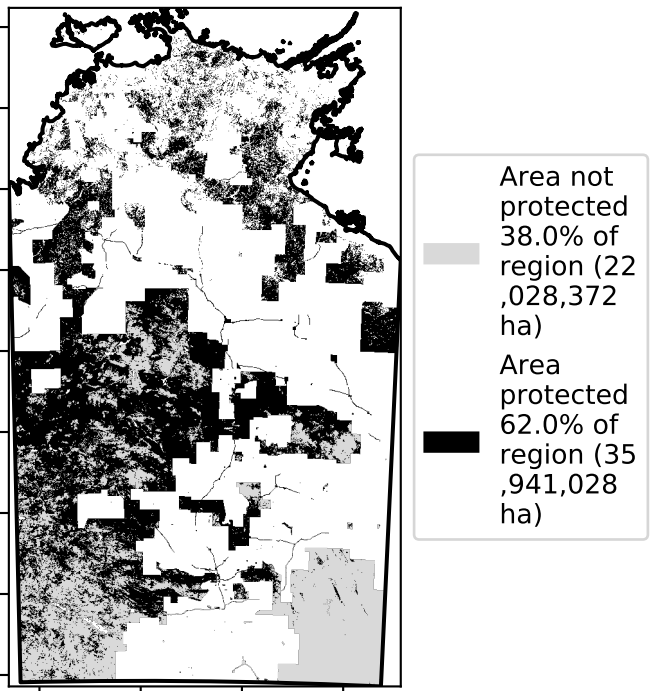 Area not
protected
38.0% of
region (22
,028,372
ha)
Area
protected
62.0% of
region (35
,941,028
ha)